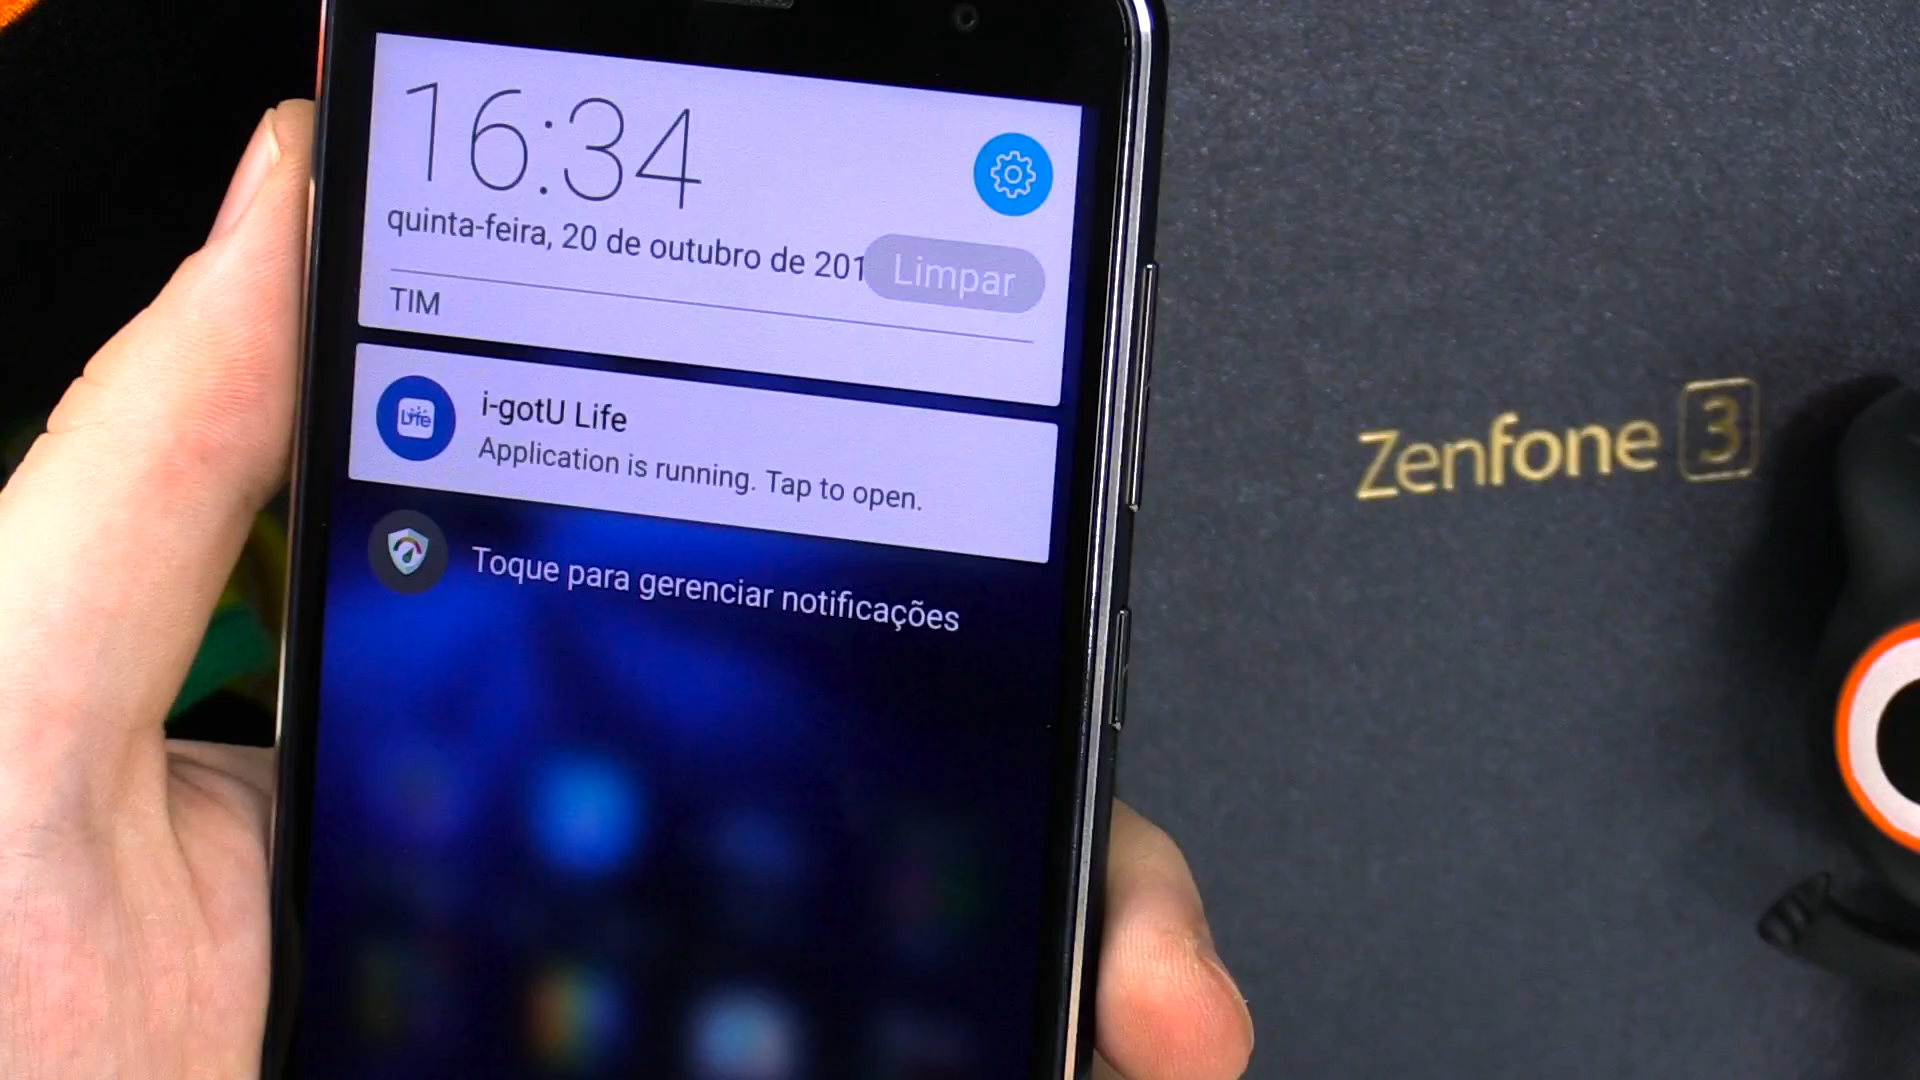 16:34
quinta-feira, 20 de outubro de 201
Limpar
TIM
Life
i-gotU Life
Application is running. Tap to open.
Toque para gerenciar notificações
Zenfone 3